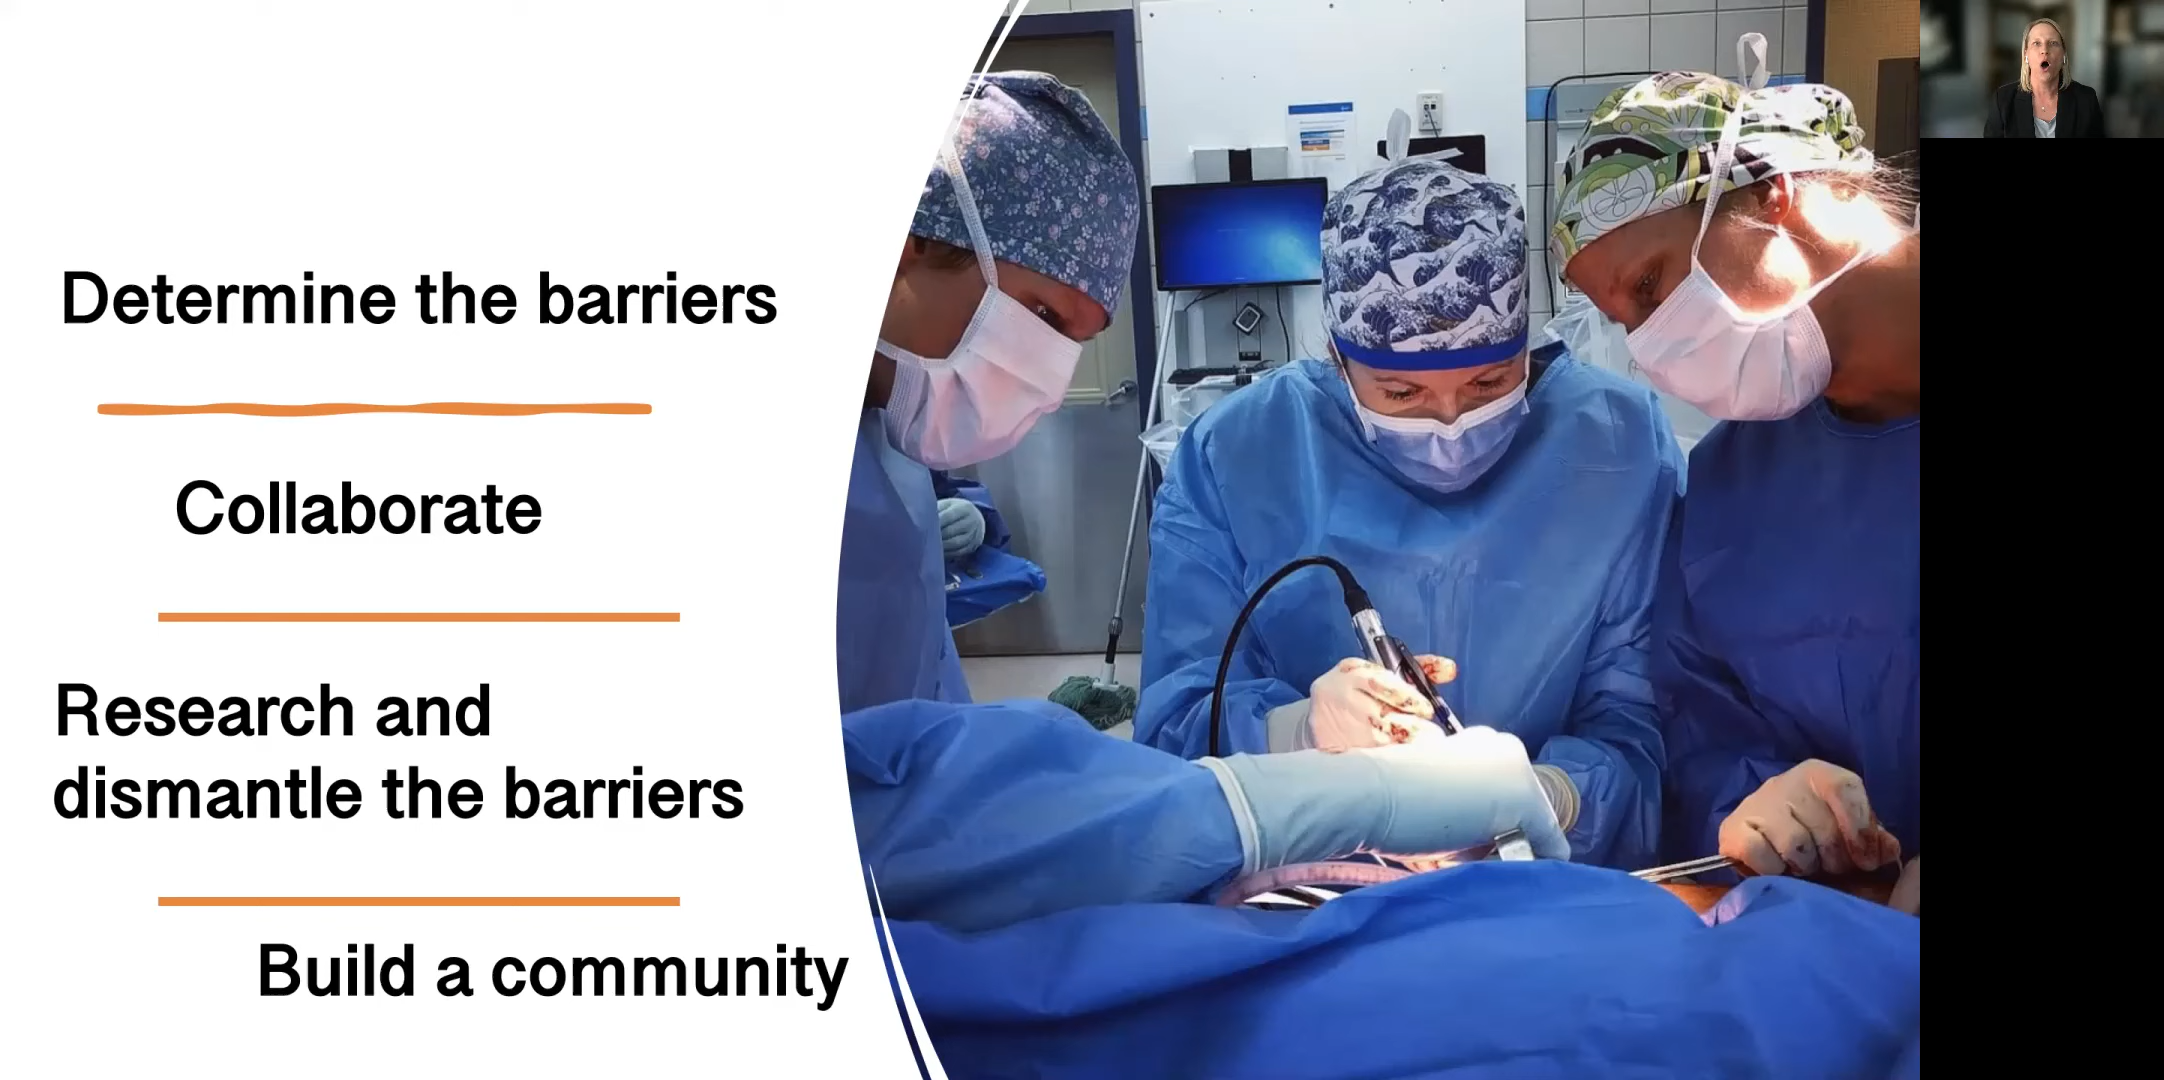 Determine the barriers
Collaborate
Research and
dismantle the barriers
Build a community